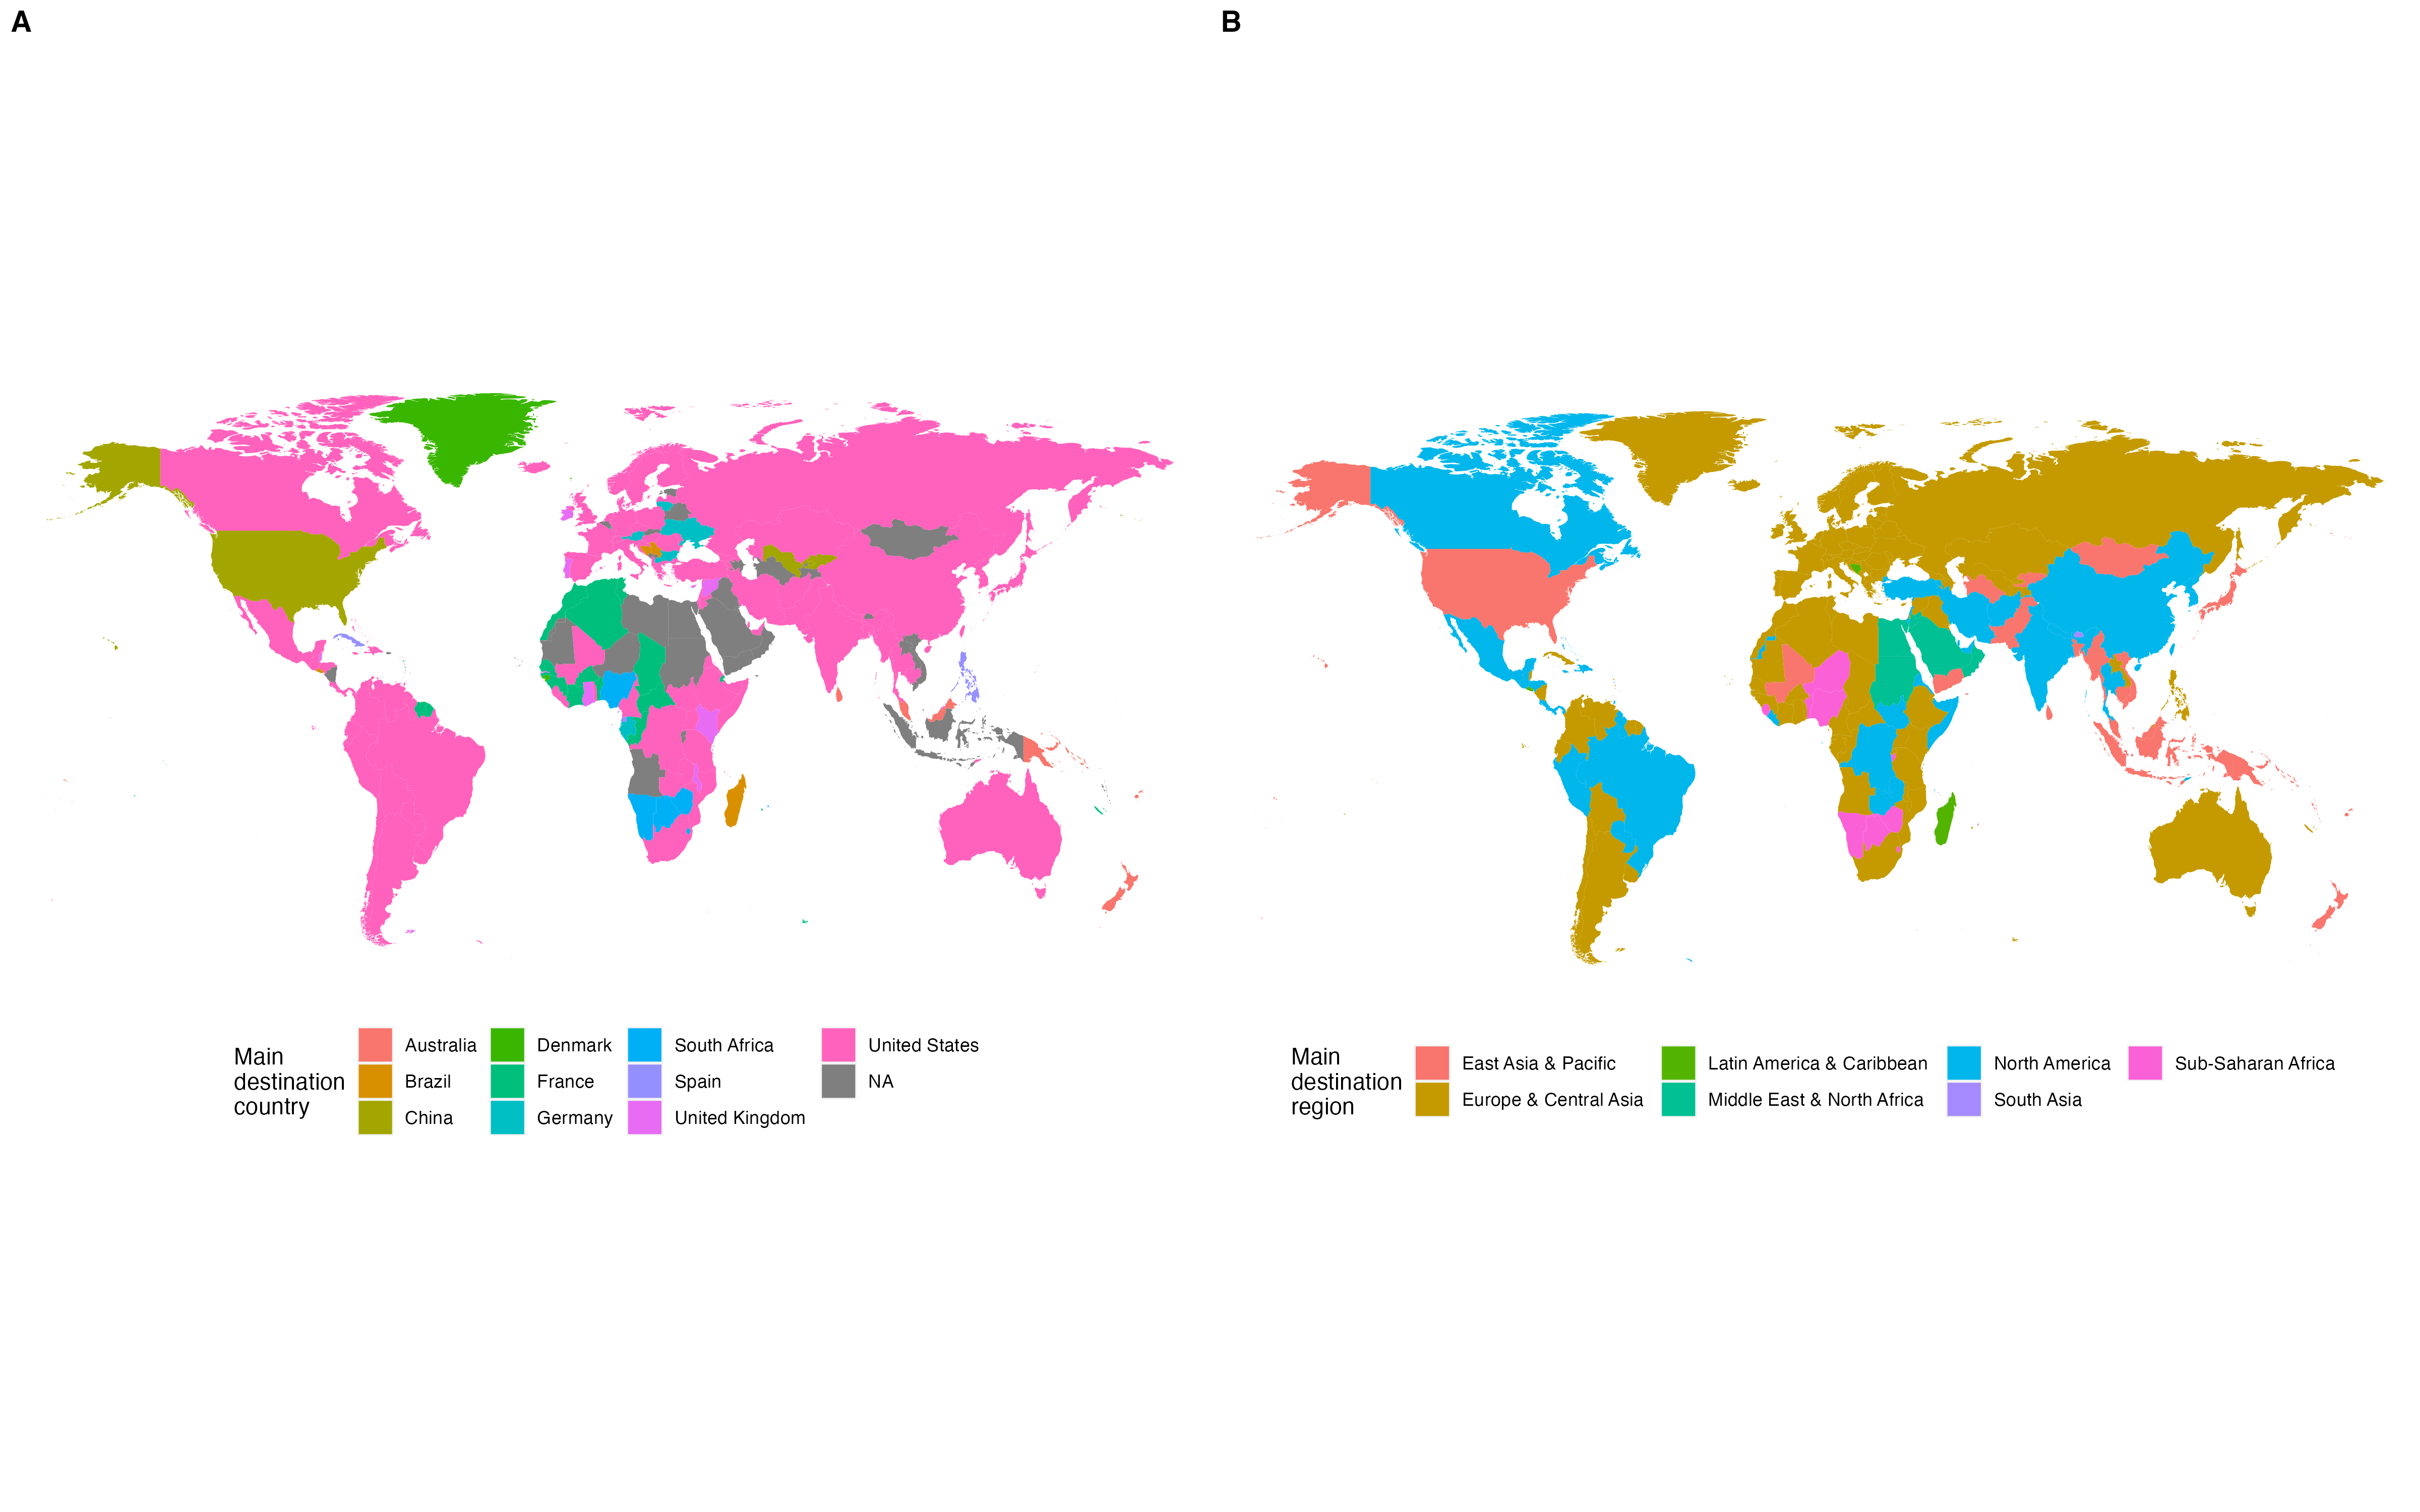 A
B
Main
destination
country
Australia
Brazil
China
Denmark
France
Germany
South Africa
Spain
United Kingdom
United States
NA
Main
destination
region
East Asia & Pacific
Europe & Central Asia
Latin America & Caribbean
Middle East & North Africa
North America
South Asia
Sub-Saharan Africa